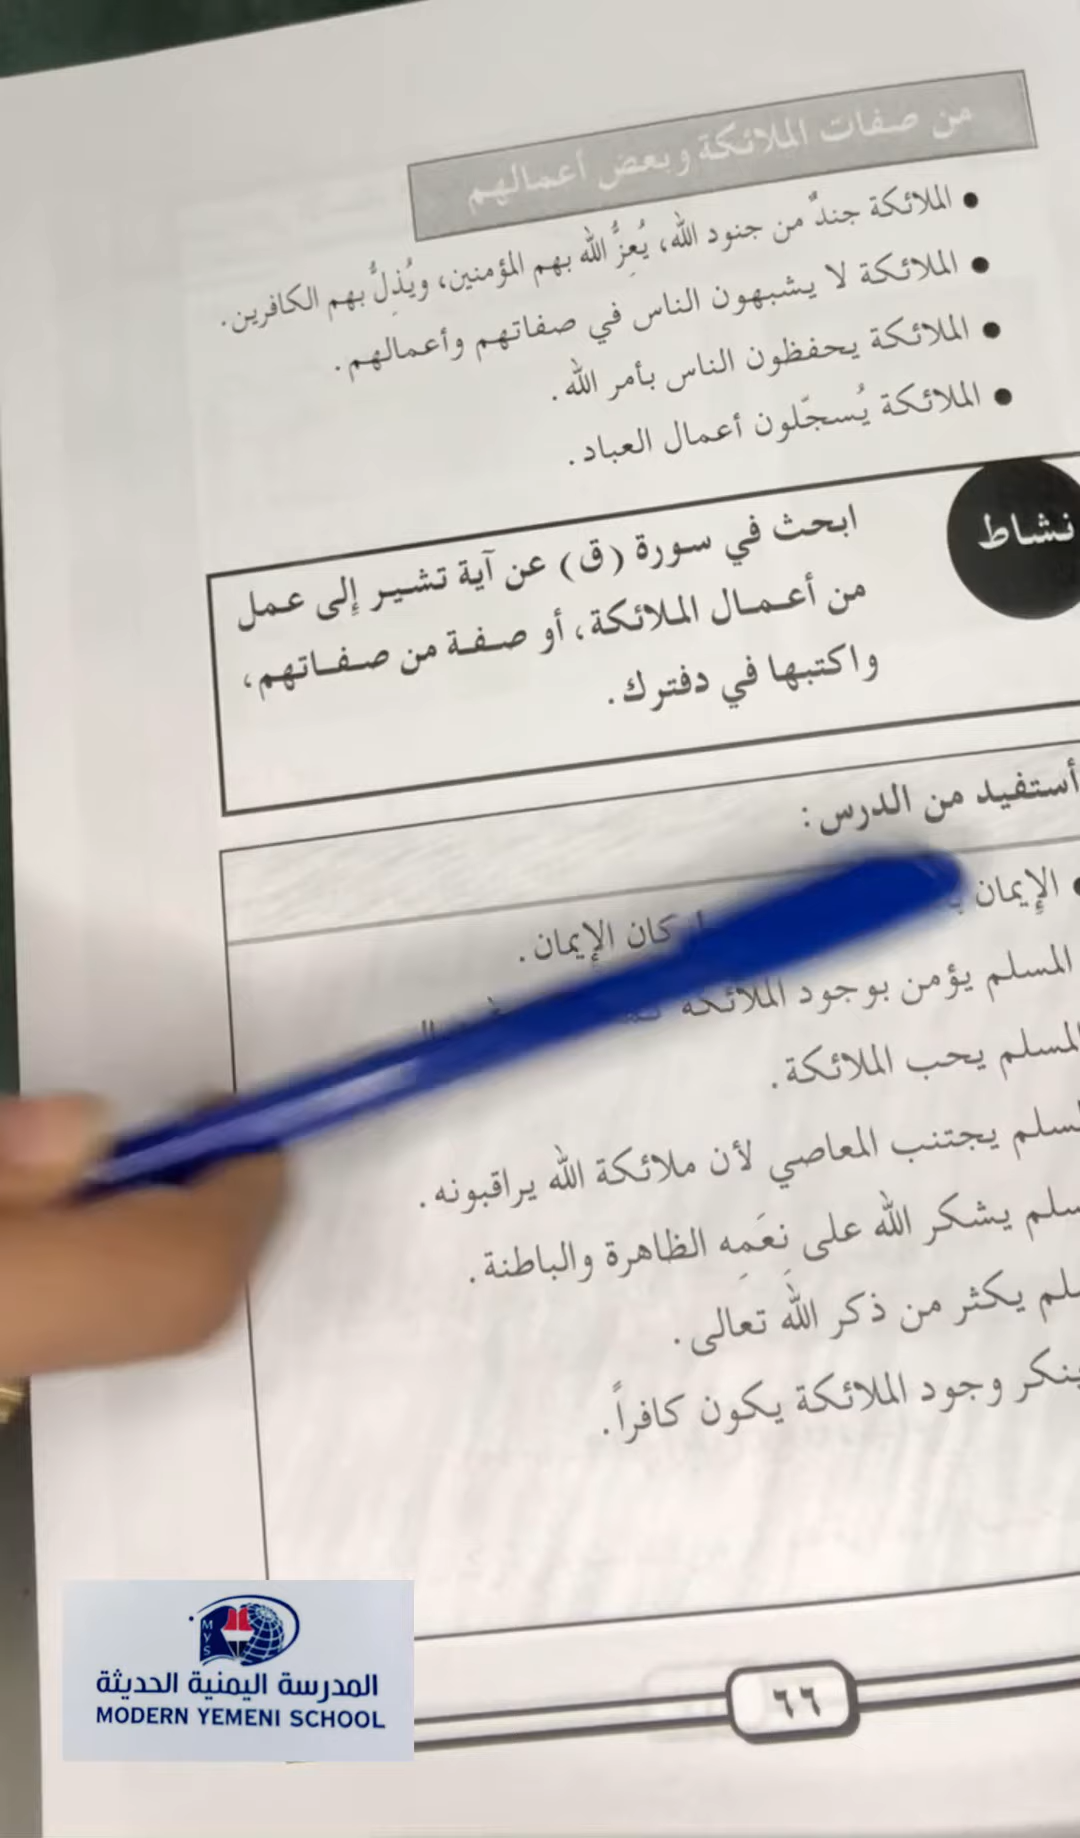 من صفات الملائكة وبعض أعمالهم
• الملائكة جندٌ من جنود الله، يُعِزُّ الله بهم المؤمنين، ويُذِلُّ بهم الكافرين.
• الملائكة لا يشبهون الناس في صفاتهم وأعمالهم.
• الملائكة يحفظون الناس بأمر الله.
• الملائكة يُسجّلون أعمال العباد.
نشاط
ابحث في سورة (ق) عن آية تشير إلى عمل
من أعمال الملائكة، أو صفة من صفاتهم،
واكتبها في دفترك.
أستفيد من الدرس:
• الإيمان كان الإيمان.
المسلم يؤمن بوجود الملائكة
المسلم يحب الملائكة.
سلم يجتنب المعاصي لأن ملائكة الله يراقبونه.
سلم يشكر الله على نِعَمِه الظاهرة والباطنة.
لم يكثر من ذكر الله تعالى.
ينكر وجود الملائكة يكون كافراً.
٦٦
MYS
المدرسة اليمنية الحديثة
MODERN YEMENI SCHOOL